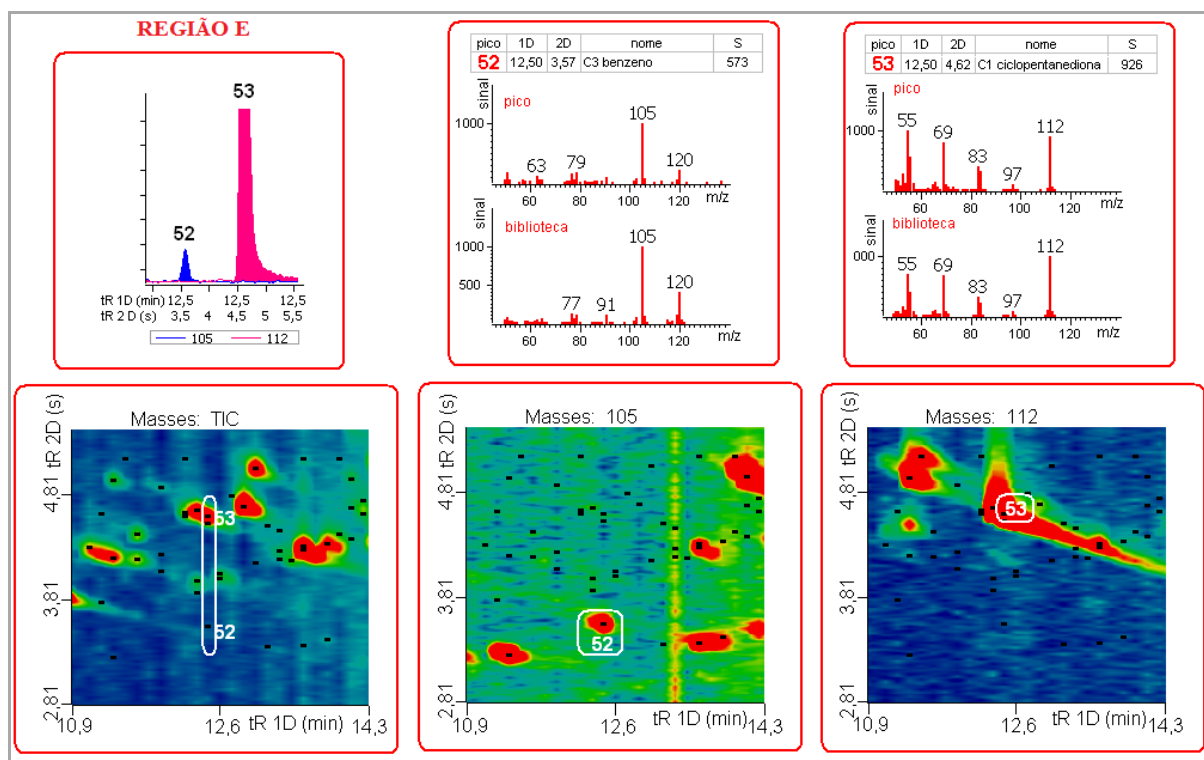 REGIÃO E
53
52
tR 1D (min) 12,5 12,5 12,5
tR 2 D (s) 3,5 4 4,5 5 5,5
105 112
pico 1D 2D nome S
52 12,50 3,57 C3 benzeno 573
sinal
pico
1000
63 79 105 120
60 80 100 120 m/z
sinal
biblioteca
1000
500
77 91 105 120
60 80 100 120 m/z
pico 1D 2D nome S
53 12,50 4,62 C1 ciclopentanediona 926
sinal
pico
1000
55 69 83 97 112
60 80 100 120 m/z
sinal
biblioteca
000
55 69 83 97 112
60 80 100 120 m/z
Masses: TIC
tR 2D (s)
4,81
3,81
2,81
53
52
tR 1D (min)
10,9 12,6 14,3
Masses: 105
tR 2D (s)
4,81
3,81
2,81
52
tR 1D (min)
10,9 12,6 14,3
Masses: 112
tR 2D (s)
4,81
3,81
2,81
53
tR 1D (min)
10,9 12,6 14,3